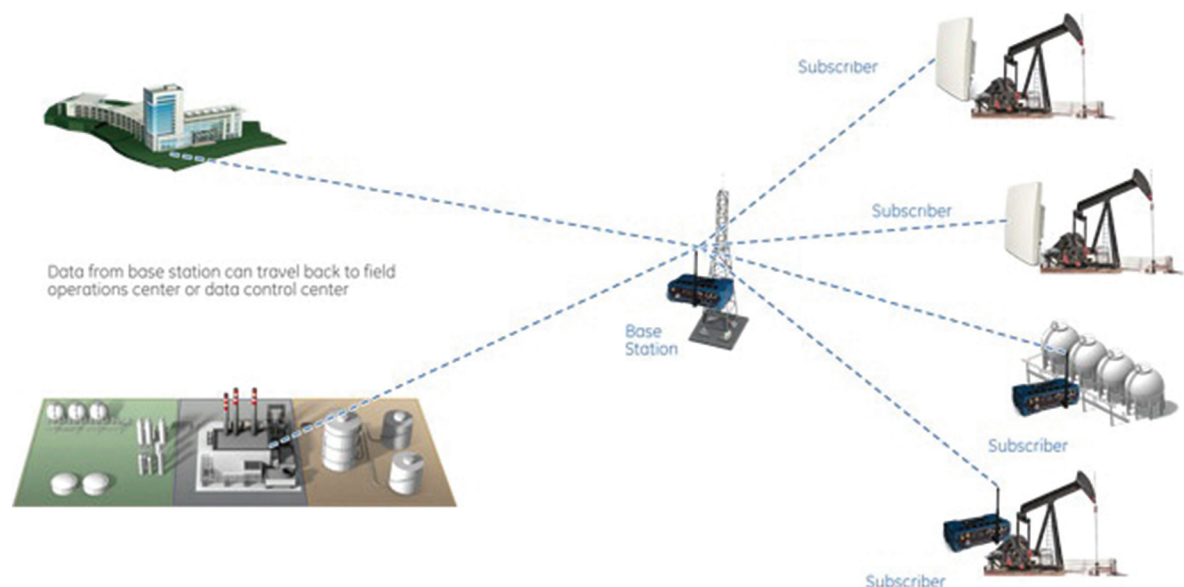 Subscriber
Subscriber
Data from base station can travel back to field
operations center or data control center
Base
Station
Subscriber
Subscriber